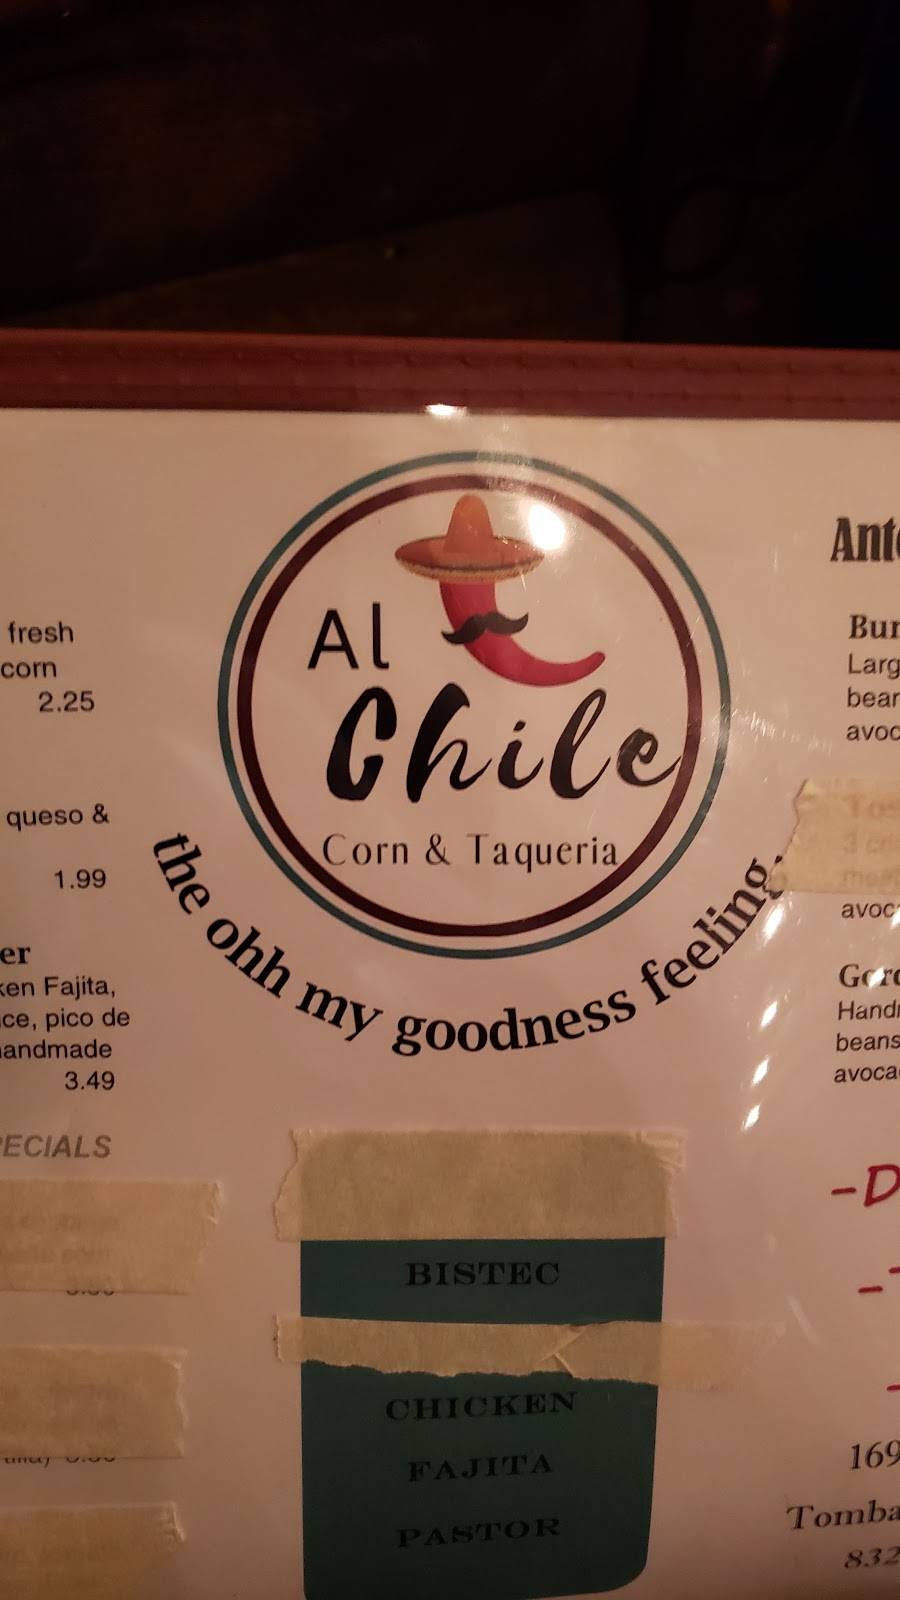 fresh
corn
2.25
queso &
1.99
er
ken Fajita,
ce, pico de
andmade
3.49
ECIALS
Al
Chile
Corn & Taqueria
the ohh my goodness feeling.
BISTEC
CHICKEN
FAJITA
PASTOR
Ant
Bur
Larg
bean
avoc
avoc
Gord
Hand
beans
avoca
-D
169
Tomba
832